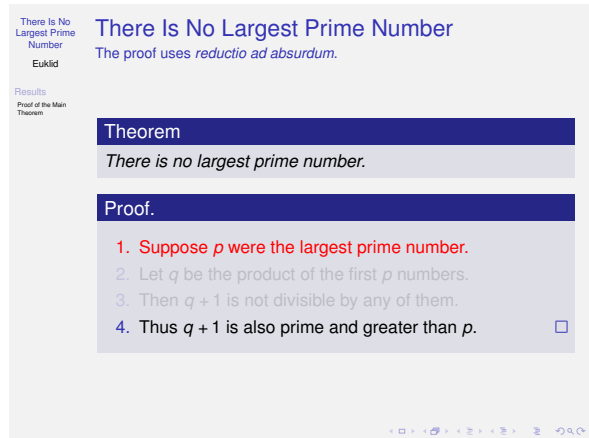 There Is No
Largest Prime
Number
Euklid
Results
Proof of the Main
Theorem
There Is No Largest Prime Number
The proof uses reductio ad absurdum.
Theorem
There is no largest prime number.
Proof.
1. Suppose p were the largest prime number.
2. Let q be the product of the first p numbers.
3. Then q + 1 is not divisible by any of them.
4. Thus q + 1 is also prime and greater than p. □